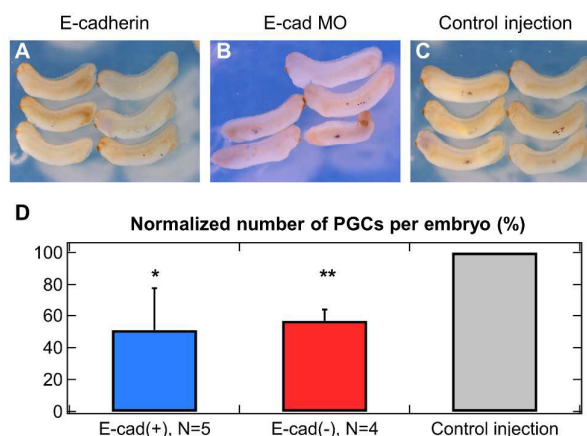 E-cadherin
E-cad MO
Control injection
A
B
C
D
Normalized number of PGCs per embryo (%)
100
80
60
40
20
0
*
**
E-cad(+), N=5
E-cad(-), N=4
Control injection